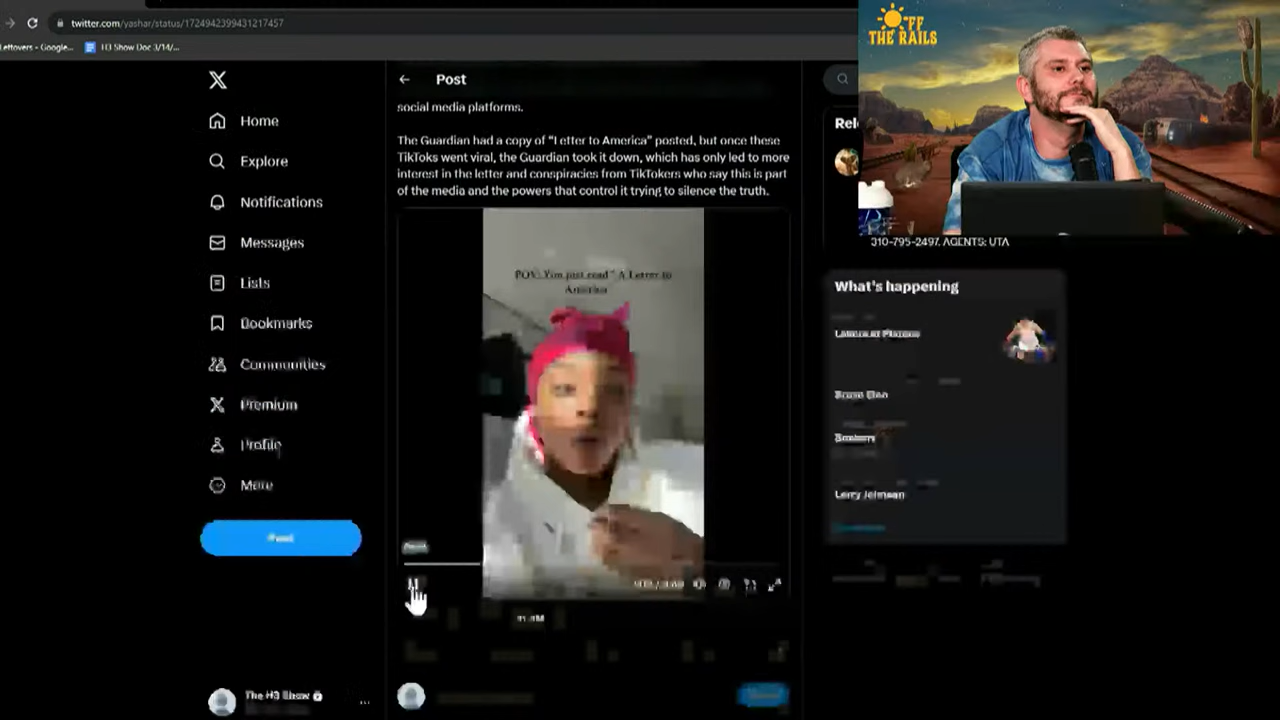 twitter.com/yashar/status/1724942399431217457
Leftovers - Google...
H3 Show Doc 3/14/...
OFF
THE RAILS
Post
Home
Explore
Notifications
Messages
Lists
Bookmarks
Communities
Premium
Profile
More
The H3 Show
social media platforms.
The Guardian had a copy of “Letter to America” posted, but once these
TikToks went viral, the Guardian took it down, which has only led to more
interest in the letter and conspiracies from TikTokers who say this is part
of the media and the powers that control it trying to silence the truth.
POV: You just read "A Letter to
America
Rel
310-795-2497. AGENTS: UTA
What's happening